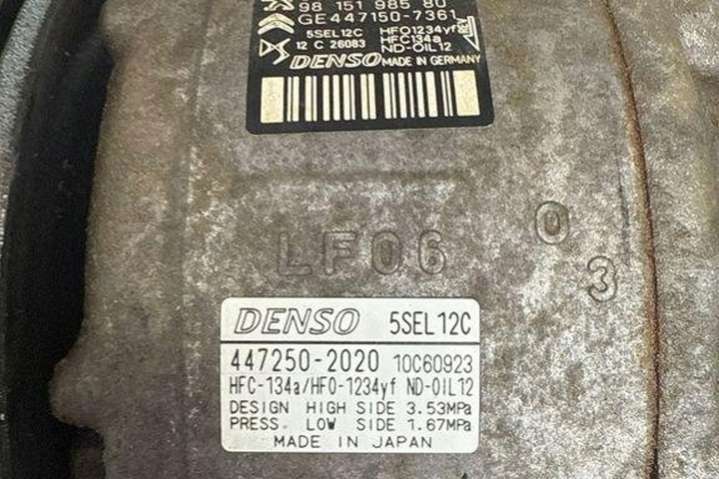 98 151 985 80
GE447150-7361
5SEL12C HFO1234yf
12 C 26083 HFC134a
ND-OIL12
DENSO MADE IN GERMANY
LF06
03
DENSO 5SEL12C
447250-2020 10C60923
HFC-134a/HFO-1234yf ND-OIL12
DESIGN HIGH SIDE 3.53MPa
PRESS. LOW SIDE 1.67MPa
MADE IN JAPAN